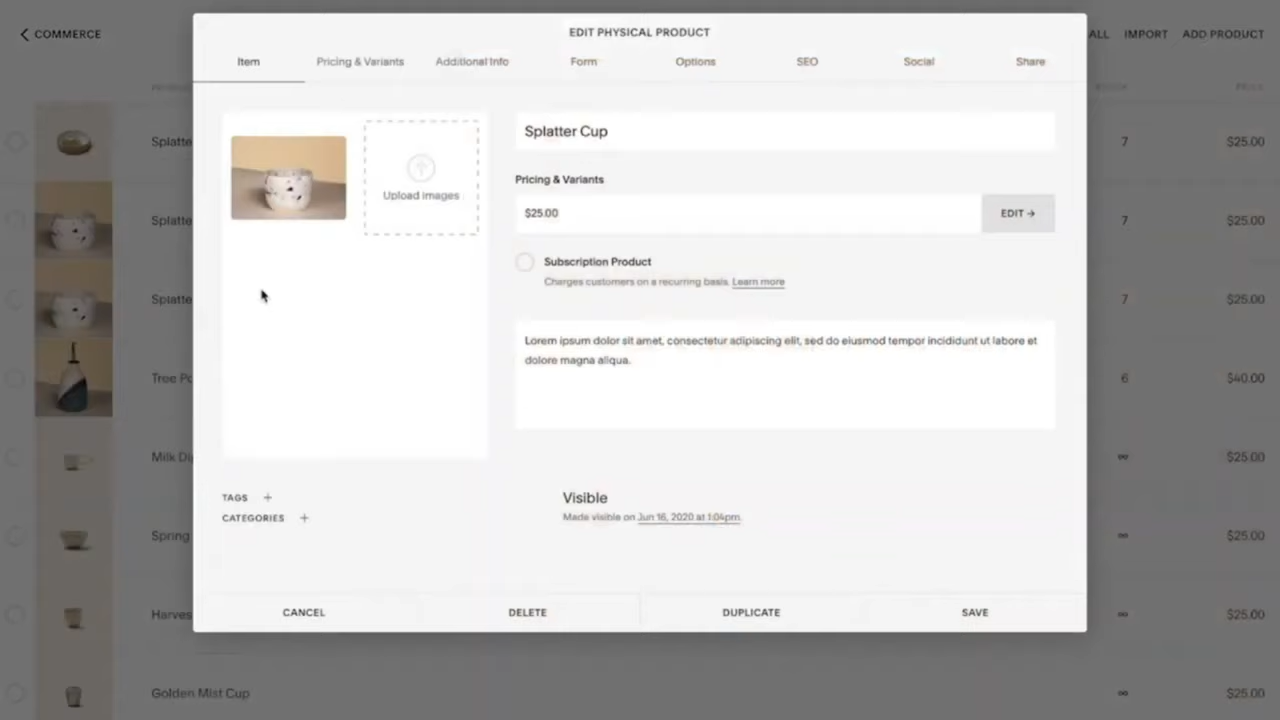 COMMERCE
ALL IMPORT ADD PRODUCT
EDIT PHYSICAL PRODUCT
Item Pricing & Variants Additional Info Form Options SEO Social Share
Splatter Cup
Upload images
Pricing & Variants
$25.00 EDIT →
Subscription Product
Charges customers on a recurring basis. Learn more
Lorem ipsum dolor sit amet, consectetur adipiscing elit, sed do eiusmod tempor incididunt ut labore et
dolore magna aliqua.
TAGS +
CATEGORIES +
Visible
Made visible on Jun 16, 2020 at 1:04pm.
CANCEL DELETE DUPLICATE SAVE
Splatte 7 $25.00
Splatte 7 $25.00
Splatte 7 $25.00
Tree Po 6 $40.00
Milk Di ∞ $25.00
Spring ∞ $25.00
Harves ∞ $25.00
Golden Mist Cup ∞ $25.00